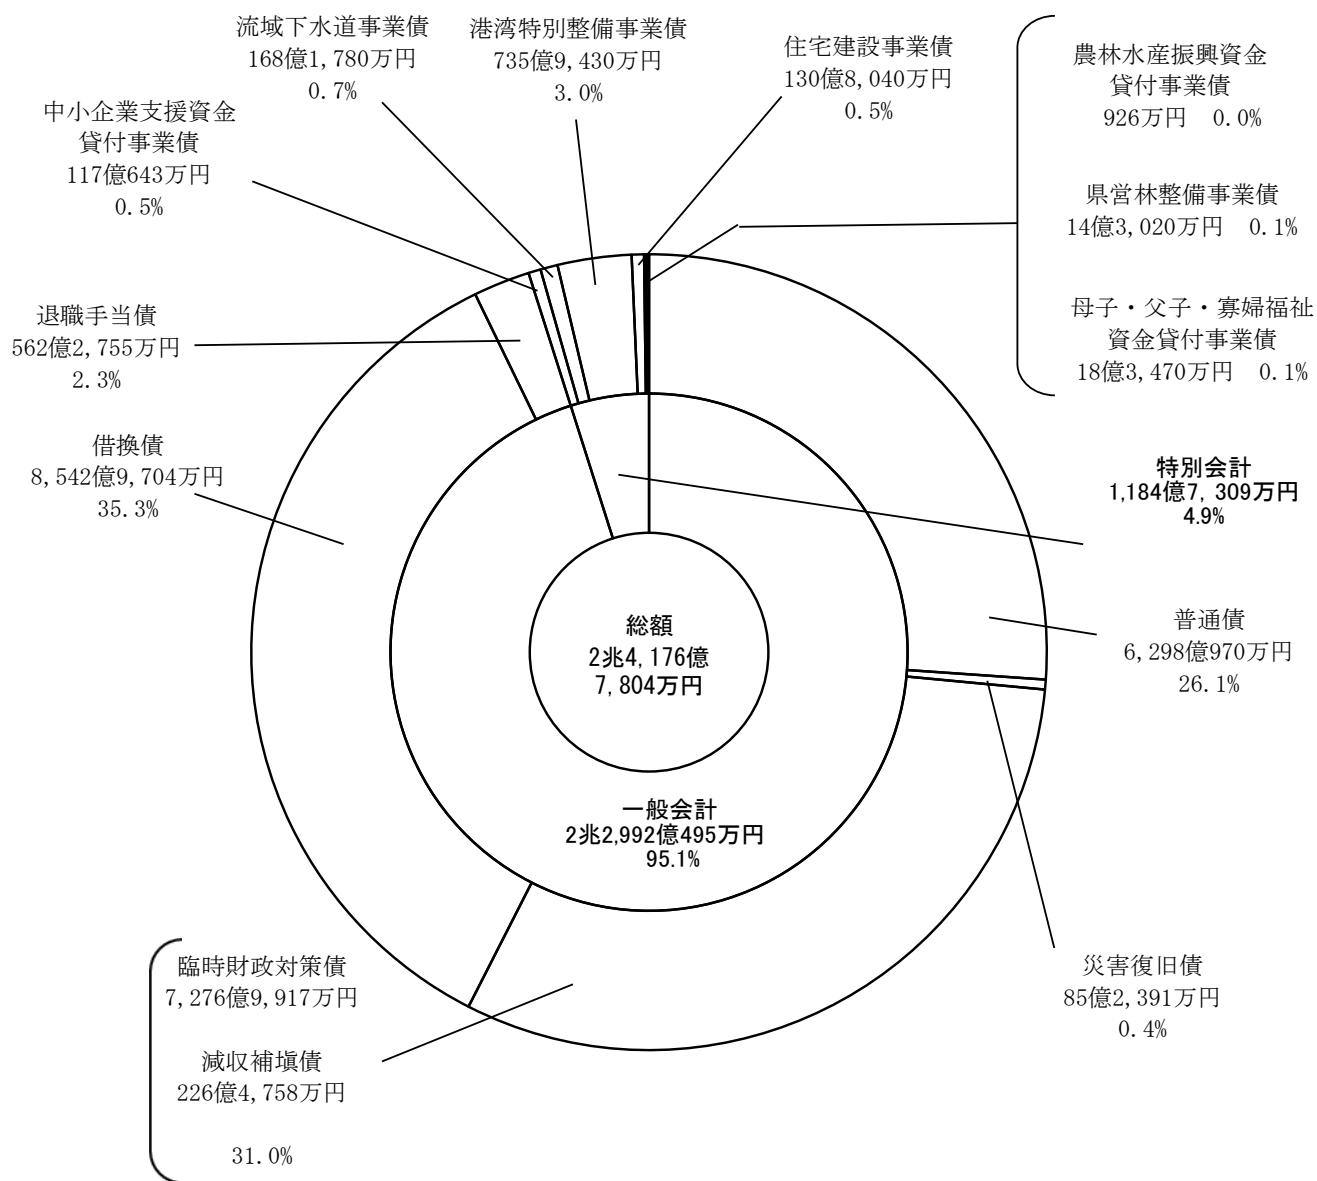 流域下水道事業債
168億1,780万円
0.7%
港湾特別整備事業債
735億9,430万円
3.0%
住宅建設事業債
130億8,040万円
0.5%
農林水産振興資金
貸付事業債
926万円 0.0%
県営林整備事業債
14億3,020万円 0.1%
母子・父子・寡婦福祉
資金貸付事業債
18億3,470万円 0.1%
中小企業支援資金
貸付事業債
117億643万円
0.5%
退職手当債
562億2,755万円
2.3%
借換債
8,542億9,704万円
35.3%
特別会計
1,184億7,309万円
4.9%
普通債
6,298億970万円
26.1%
総額
2兆4,176億
7,804万円
一般会計
2兆2,992億495万円
95.1%
災害復旧債
85億2,391万円
0.4%
臨時財政対策債
7,276億9,917万円
減収補塡債
226億4,758万円
31.0%